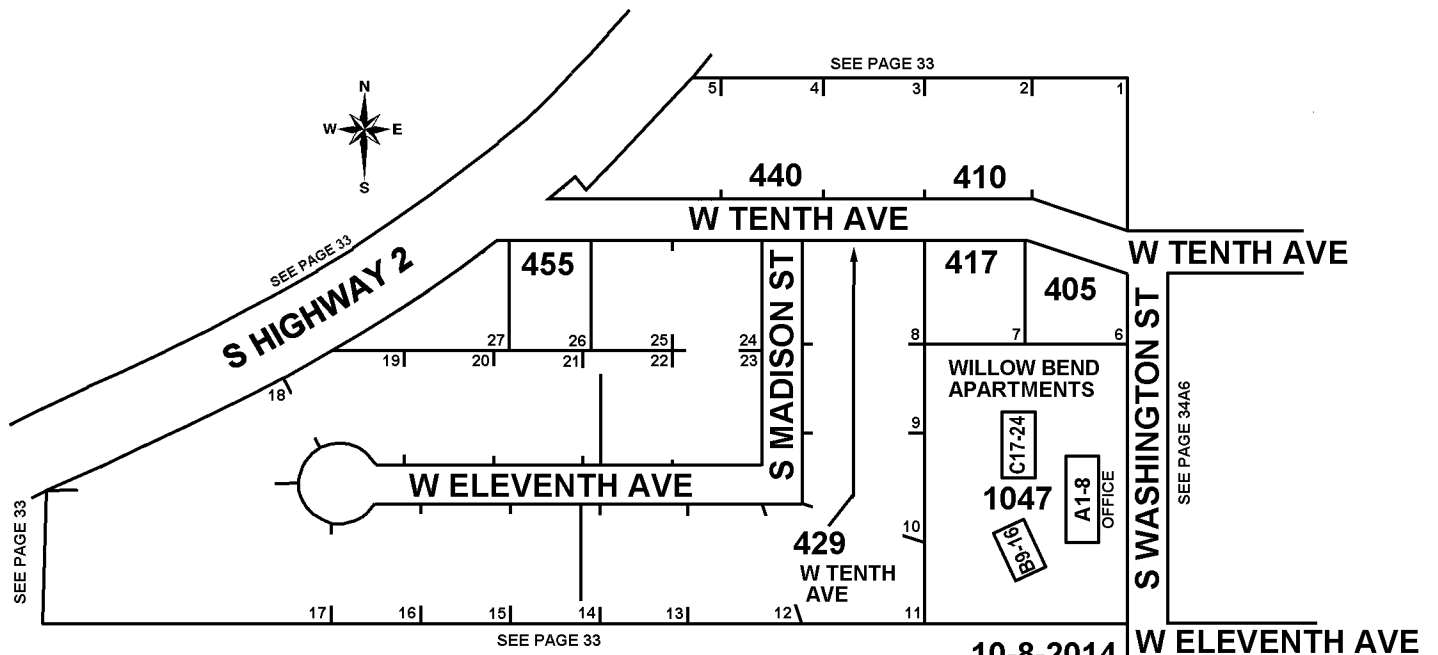 SEE PAGE 33
5 4 3 2 1
N
W E
S
440 410
W TENTH AVE
W TENTH AVE
SEE PAGE 33
S HIGHWAY 2
455
417
405
27 26 25 24 8 7 6
19 20 21 22 23
18
S MADISON ST
WILLOW BEND
APARTMENTS
9
C17-24
1047
A1-8
OFFICE
B9-16
S WASHINGTON ST
SEE PAGE 34A6
W ELEVENTH AVE
10
429
W TENTH
AVE
SEE PAGE 33
17 16 15 14 13 12 11
SEE PAGE 33
10-8-2014
W ELEVENTH AVE